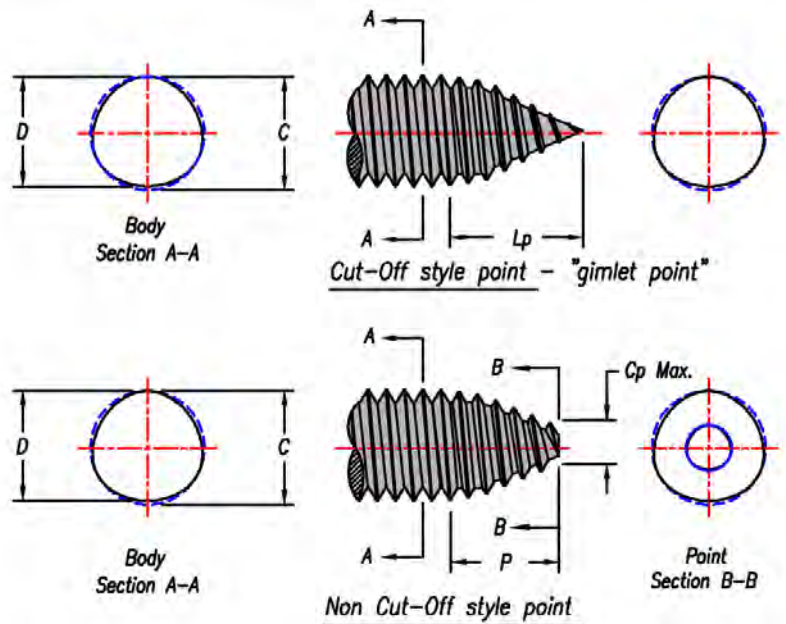 A
D
C
Body
Section A-A
A
Lp
Cut-Off style point - "gimlet point"
A
B
Cp Max.
D
C
B
A
P
Body
Section A-A
Point
Section B-B
Non Cut-Off style point